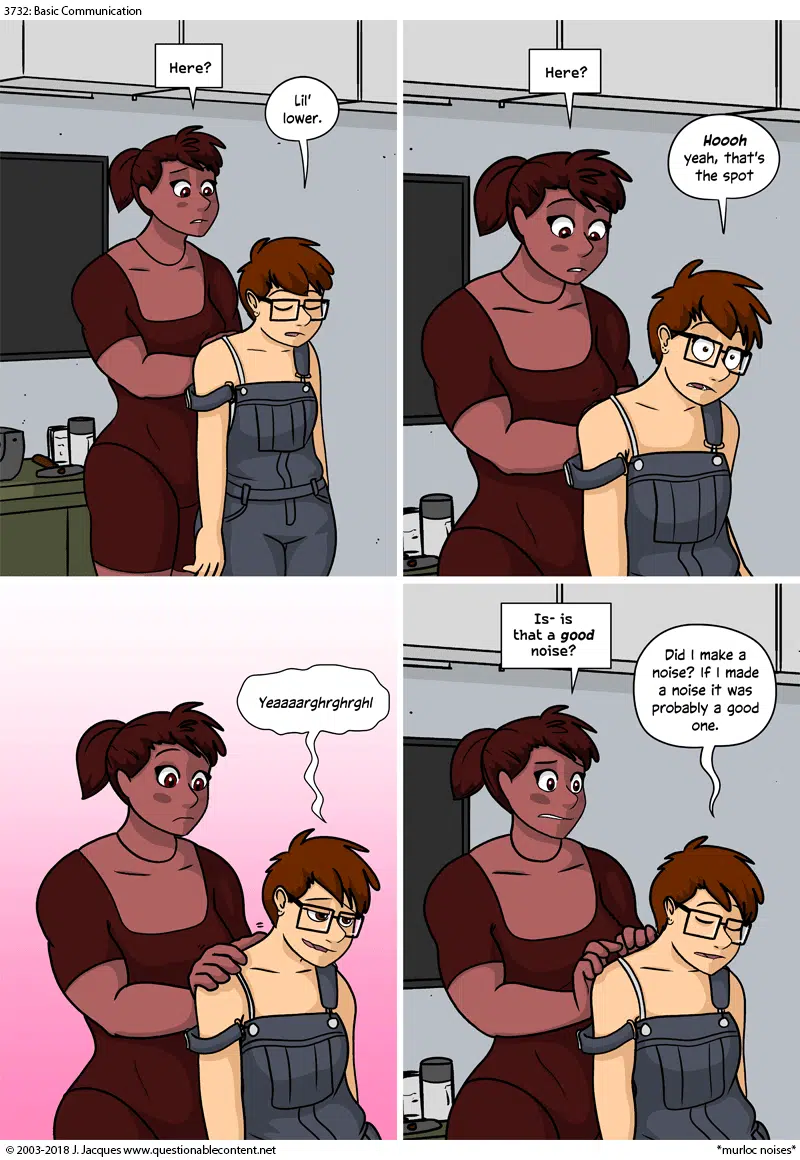 3732: Basic Communication
Here?
Lil'
lower.
Here?
Hoooh
yeah, that's
the spot
Yeaaaarghrghrghl
Is- is
that a good
noise?
Did I make a
noise? If I made
a noise it was
probably a good
one.
© 2003-2018 J. Jacques www.questionablecontent.net
*murloc noises*